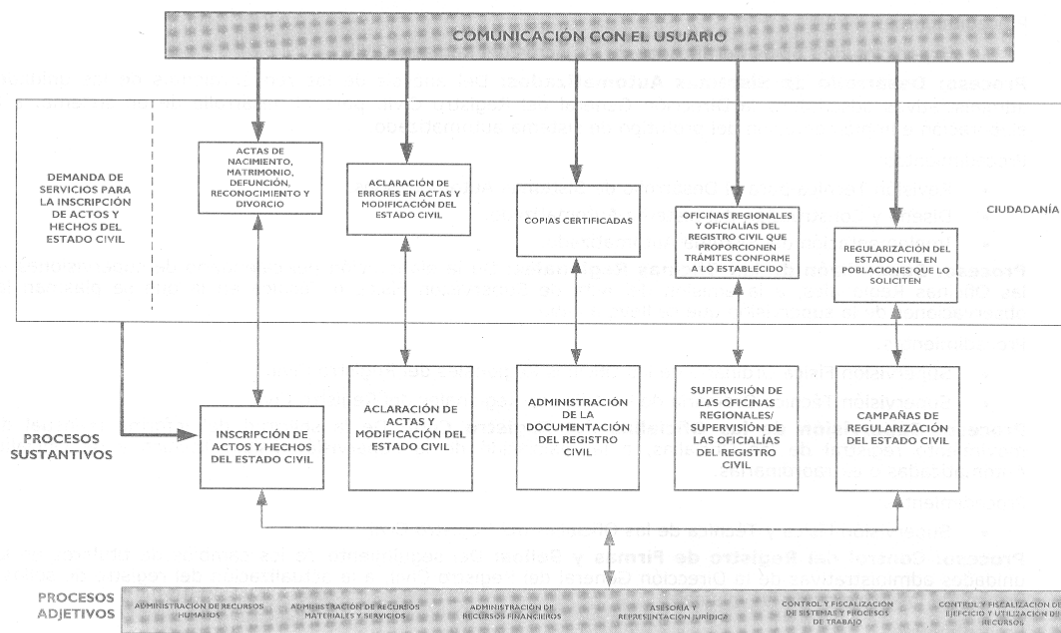 COMUNICACIÓN CON EL USUARIO
DEMANDA DE
SERVICIOS PARA
LA INSCRIPCIÓN
DE ACTOS Y
HECHOS DEL
ESTADO CIVIL
ACTAS DE
NACIMIENTO,
MATRIMONIO,
DEFUNCIÓN,
RECONOCIMIENTO Y
DIVORCIO
ACLARACIÓN DE
ERRORES EN ACTAS Y
MODIFICACIÓN DEL
ESTADO CIVIL
COPIAS CERTIFICADAS
OFICINAS REGIONALES
Y OFICIALÍAS DEL
REGISTRO CIVIL QUE
PROPORCIONEN
TRÁMITES CONFORME
A LO ESTABLECIDO
REGULARIZACIÓN DEL
ESTADO CIVIL EN
POBLACIONES QUE LO
SOLICITEN
CIUDADANÍA
PROCESOS
SUSTANTIVOS
INSCRIPCIÓN DE
ACTOS Y HECHOS
DEL ESTADO CIVIL
ACLARACIÓN DE
ACTAS Y
MODIFICACIÓN DEL
ESTADO CIVIL
ADMINISTRACIÓN
DE LA
DOCUMENTACIÓN
DEL REGISTRO
CIVIL
SUPERVISIÓN DE
LAS OFICINAS
REGIONALES/
SUPERVISIÓN DE
LAS OFICIALÍAS
DEL REGISTRO
CIVIL
CAMPAÑAS DE
REGULARIZACIÓN
DEL ESTADO CIVIL
PROCESOS
ADJETIVOS
ADMINISTRACIÓN DE RECURSOS
HUMANOS
ADMINISTRACIÓN DE RECURSOS
MATERIALES Y SERVICIOS
ADMINISTRACIÓN DE
RECURSOS FINANCIEROS
ASESORÍA Y
REPRESENTACIÓN JURÍDICA
CONTROL Y FISCALIZACIÓN
DE SISTEMAS Y PROCESOS
DE TRABAJO
CONTROL Y FISCALIZACIÓN DE
EJERCICIO Y UTILIZACIÓN DE
RECURSOS